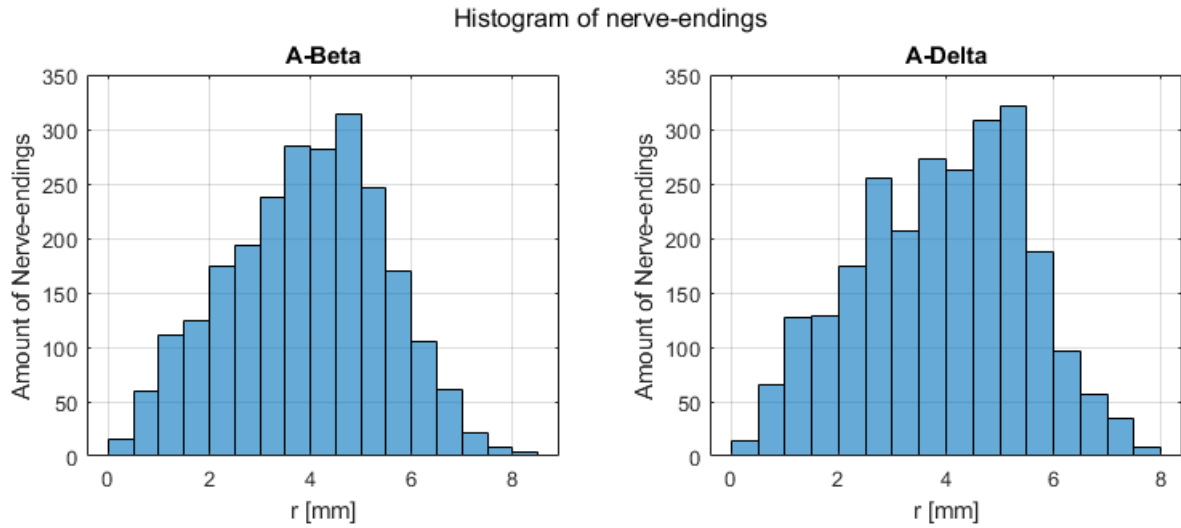 Histogram of nerve-endings
A-Beta
350
300
250
200
150
100
50
0
Amount of Nerve-endings
0 2 4 6 8
r [mm]
A-Delta
350
300
250
200
150
100
50
0
Amount of Nerve-endings
0 2 4 6 8
r [mm]